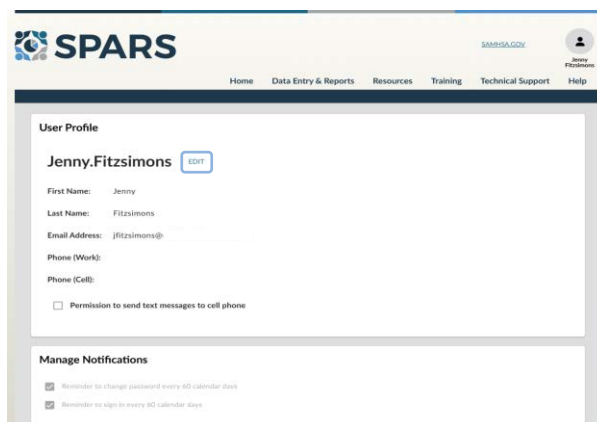 SPARS
SAMHSA.GOV
Jenny
Fitzsimons
Home Data Entry & Reports Resources Training Technical Support Help
User Profile
Jenny.Fitzsimons EDIT
First Name: Jenny
Last Name: Fitzsimons
Email Address: jfitzsimons@
Phone (Work):
Phone (Cell):
Permission to send text messages to cell phone
Manage Notifications
Reminder to change password every 60 calendar days
Reminder to sign in every 60 calendar days